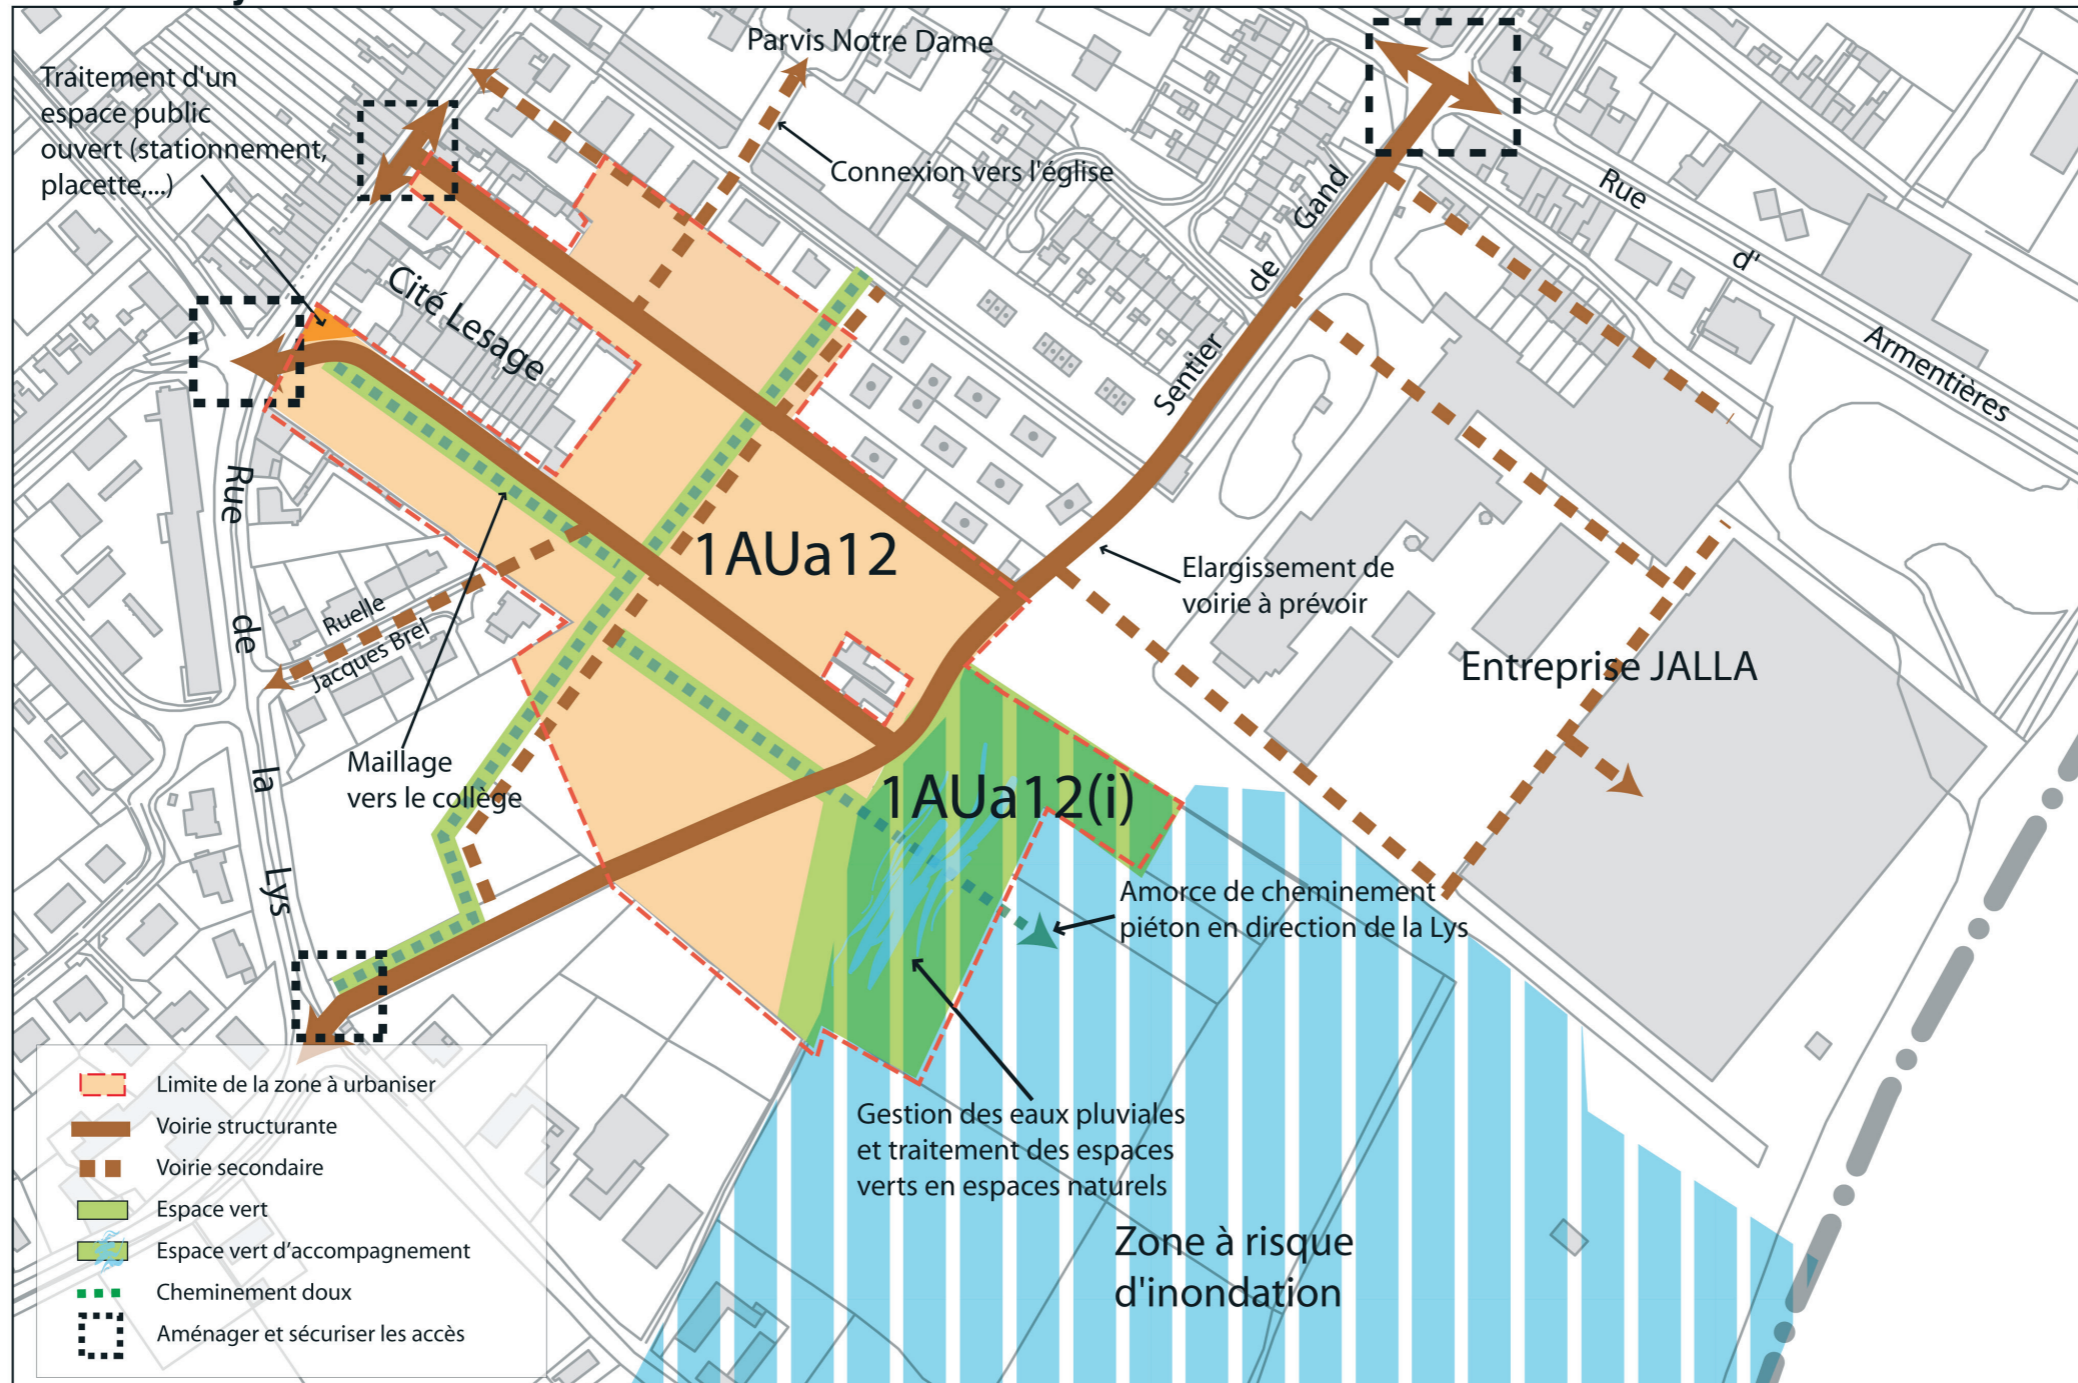 Parvis Notre Dame
Traitement d'un
espace public
ouvert (stationnement,
placette,...)
Connexion vers l'église
Rue
d'
Armentières
Sentier
de
Gand
Cité Lesage
1AUa12
Elargissement de
voirie à prévoir
Rue
de
la
Lys
Ruelle
Jacques Brel
Entreprise JALLA
Maillage
vers le collège
1AUa12(i)
Amorce de cheminement
piéton en direction de la Lys
Gestion des eaux pluviales
et traitement des espaces
verts en espaces naturels
Zone à risque
d'inondation
Limite de la zone à urbaniser
Voirie structurante
Voirie secondaire
Espace vert
Espace vert d'accompagnement
Cheminement doux
Aménager et sécuriser les accès